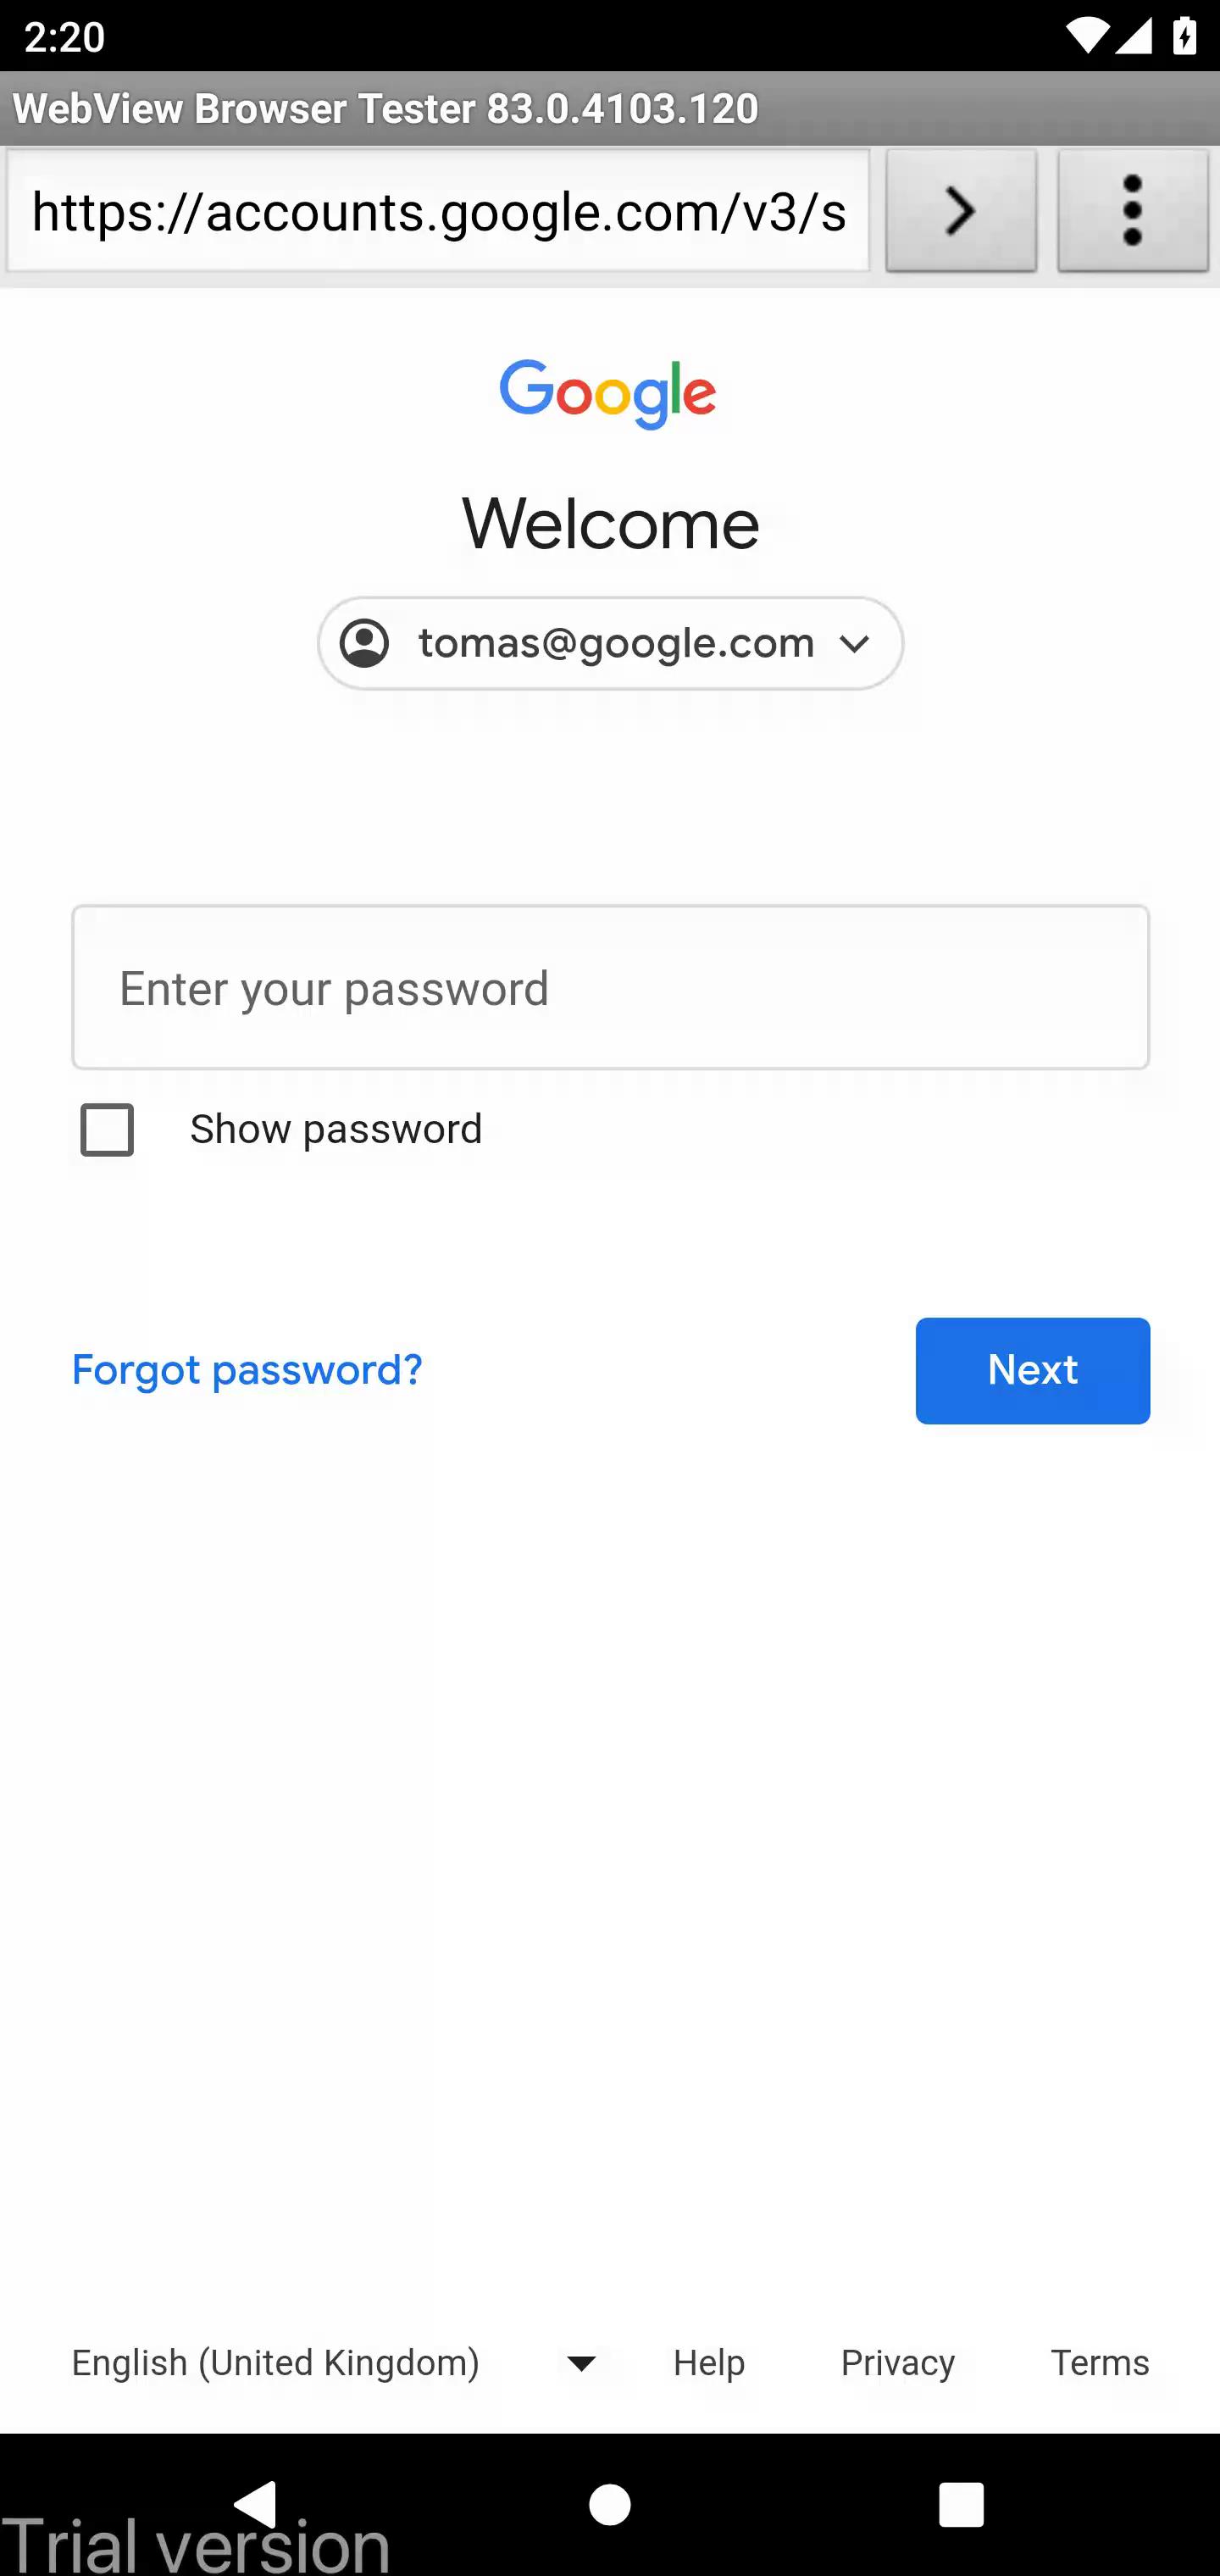 2:20
WebView Browser Tester 83.0.4103.120
https://accounts.google.com/v3/s
Google
Welcome
tomas@google.com
Enter your password
Show password
Forgot password? Next
English (United Kingdom) Help Privacy Terms
Trial version